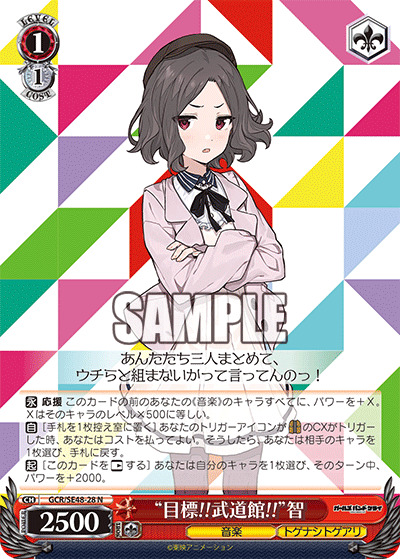 LEVEL
1
1
COST
SAMPLE
あんたたち三人まとめて、
ウチらと組まないかって言ってんのっ！
永 応援 このカードの前のあなたの《音楽》のキャラすべてに、パワーを＋X。
Xはそのキャラのレベル×500に等しい。
自 ［手札を1枚控え室に置く］ あなたのトリガーアイコンが のCXがトリガー
した時、あなたはコストを払ってよい。そうしたら、あなたは相手のキャラを
1枚選び、手札に戻す。
起 ［このカードを する］ あなたは自分のキャラを1枚選び、そのターン中、
パワーを＋2000。
CH GCR/SE48-28 N
2500
“目標!!武道館!!”智
ガールズバンドクライ
音楽
トゲナシトゲアリ
©東映アニメーション